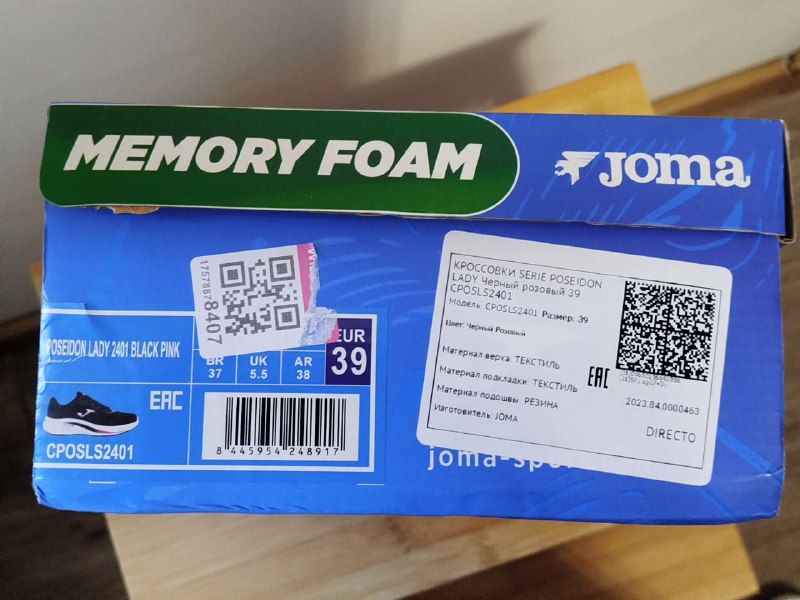 MEMORY FOAM
JOMA
1757887 8407
POSEIDON LADY 2401 BLACK PINK
BR
37
UK
5.5
AR
38
EUR
39
EAC
CPOSLS2401
8 445954 248917
КРОССОВКИ SERIE POSEIDON
LADY Черный розовый 39
CPOSLS2401
Модель: CPOSLS2401 Размер: 39
Цвет: Черный Розовый
Материал верха: ТЕКСТИЛЬ
Материал подкладки: ТЕКСТИЛЬ
Материал подошвы: РЕЗИНА
Изготовитель: JOMA
EAC
2023.84.0000463
DIRECTO
joma-spor